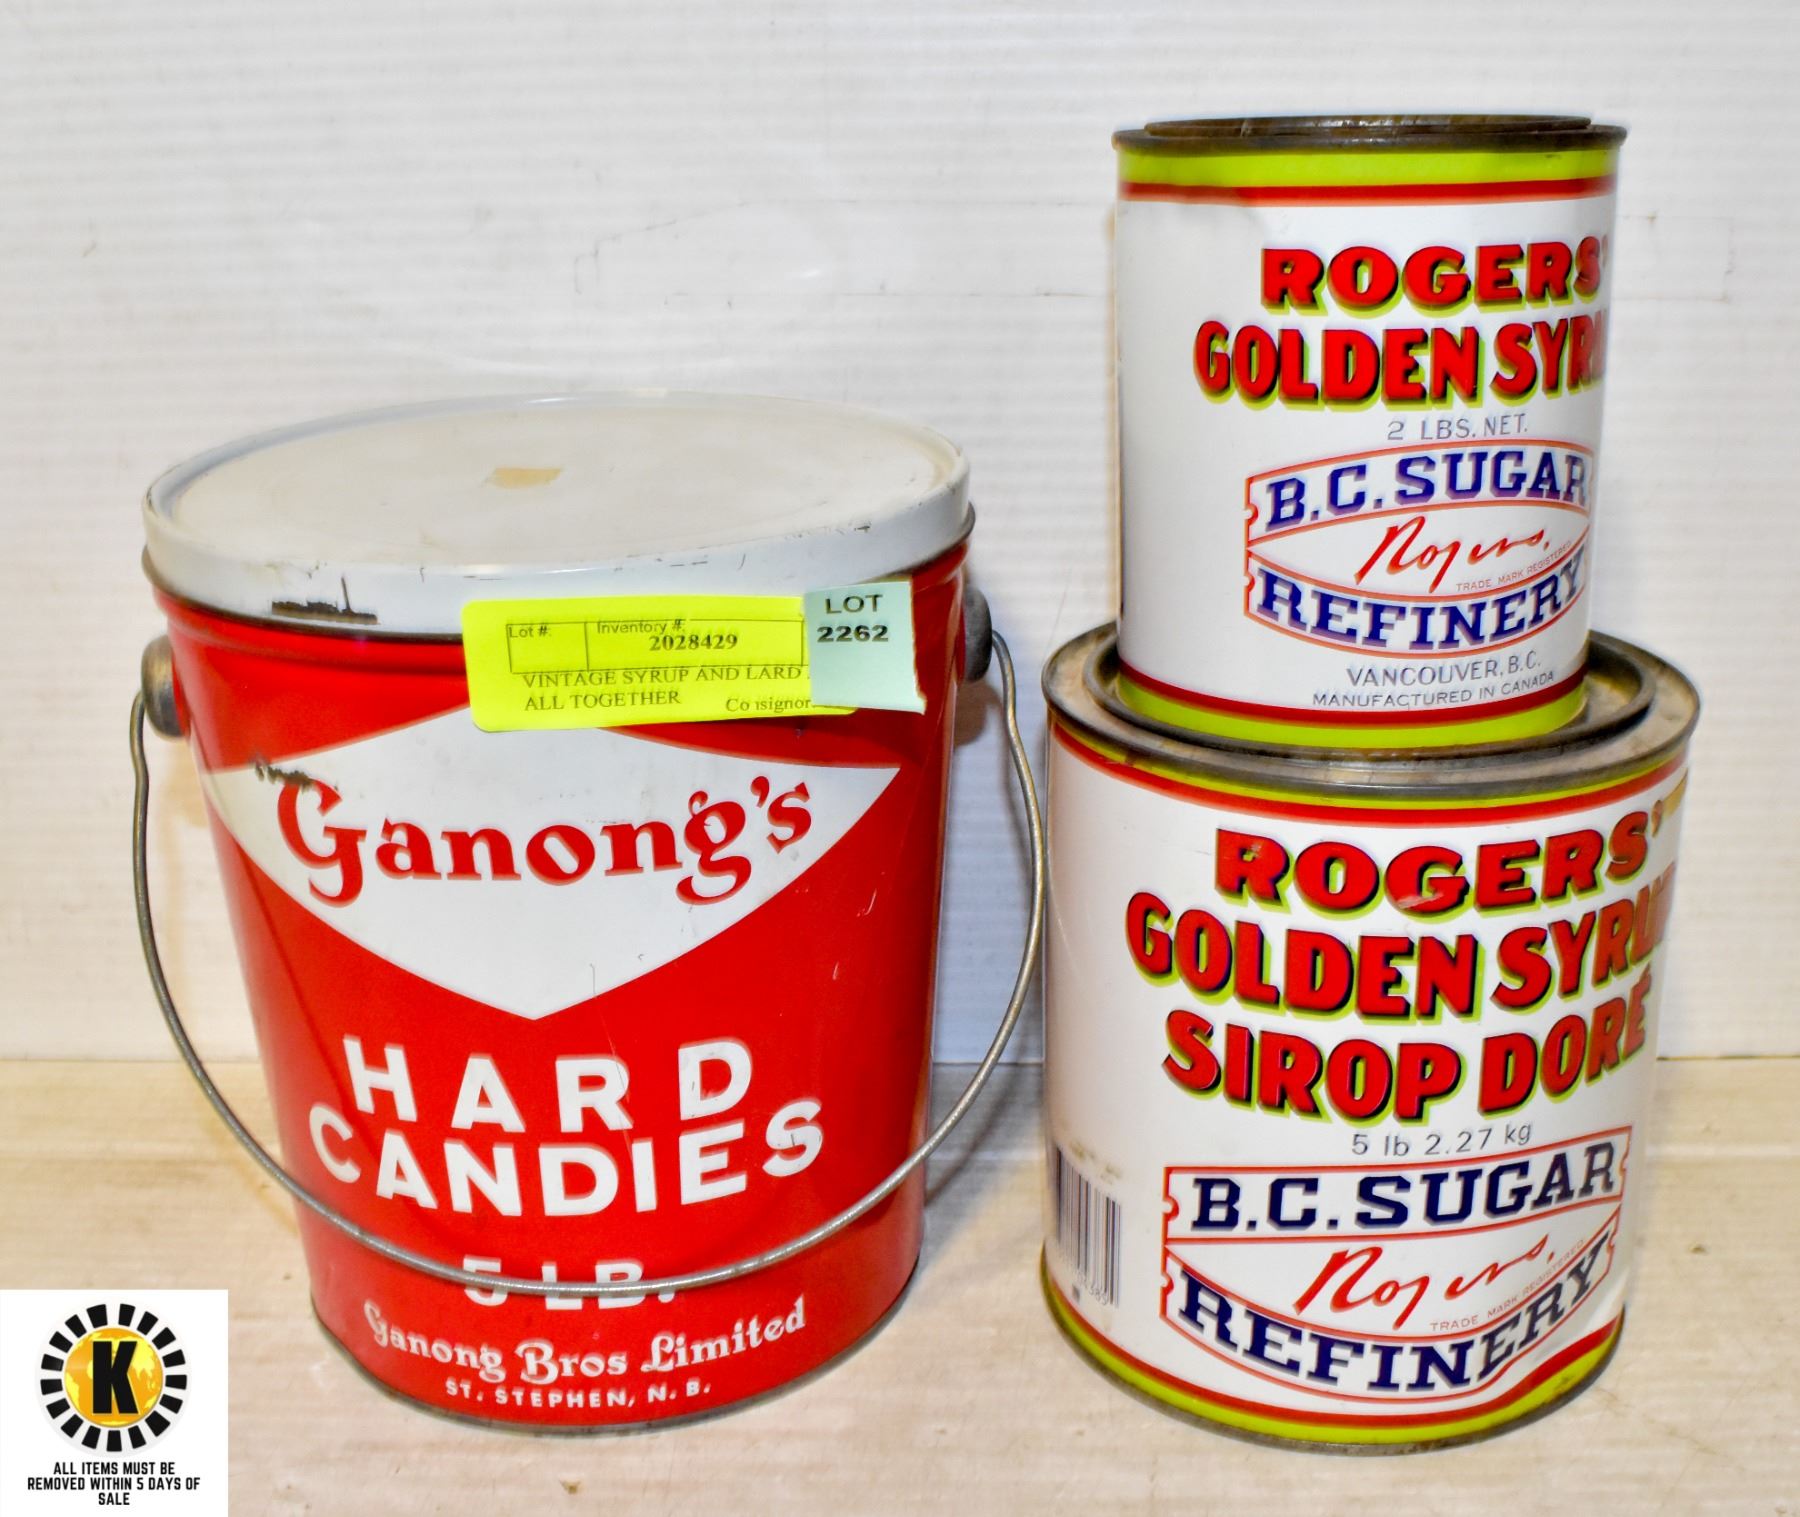 Lot #:
Inventory #:
2028429
VINTAGE SYRUP AND LARD
ALL TOGETHER
LOT
2262
Ganong's
HARD
CANDIES
5 LB.
Ganong Bros Limited
ST. STEPHEN, N. B.
ROGERS'
GOLDEN
2 LBS. NET.
B.C. SUGAR
Rogers,
TRADE MARK REGISTERED
REFINERY
VANCOUVER, B.C.
MANUFACTURED IN CANADA
ROGERS'
GOLDEN SYRUP
SIROP DORÉ
5 lb 2.27 kg
B.C. SUGAR
Rogers,
TRADE MARK REGISTERED
REFINERY
K
ALL ITEMS MUST BE
REMOVED WITHIN 5 DAYS OF
SALE